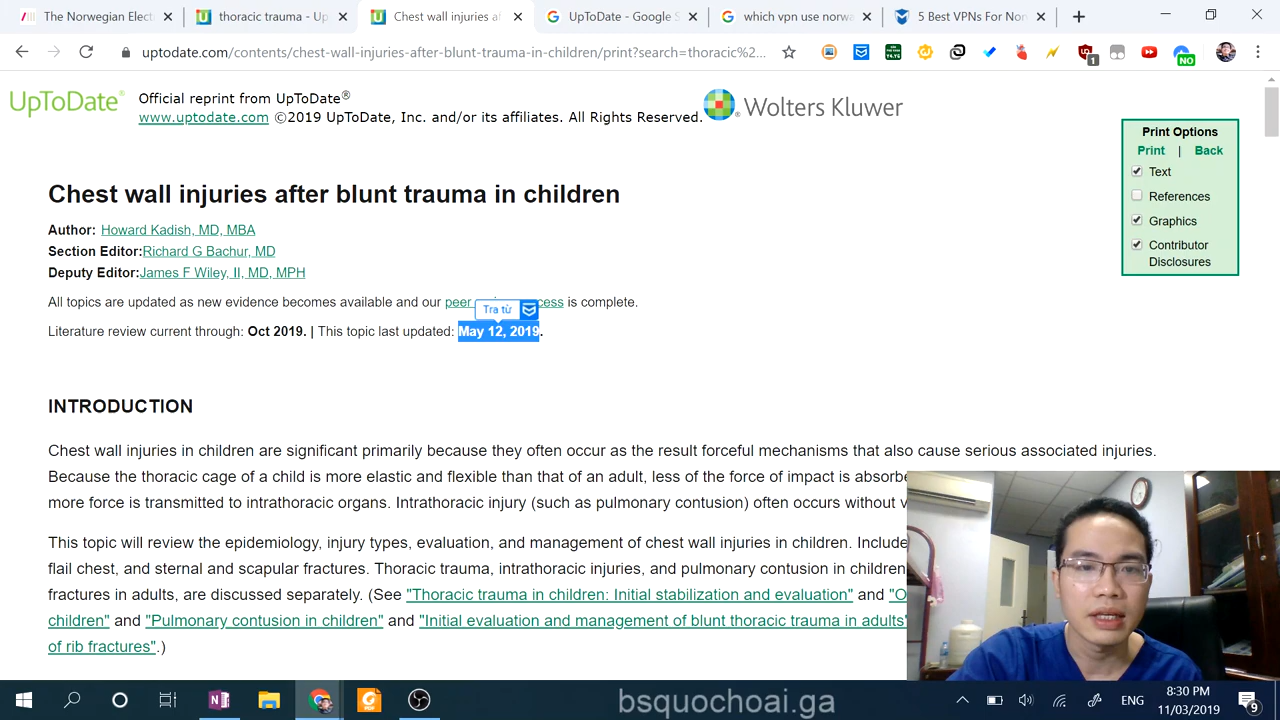 The Norwegian Elect
thoracic trauma - Up
Chest wall injuries af
UpToDate - Google S
which vpn use norwa
5 Best VPNs For Nor
uptodate.com/contents/chest-wall-injuries-after-blunt-trauma-in-children/print?search=thoracic%2...
1
NO
UpToDate®
Official reprint from UpToDate®
www.uptodate.com ©2019 UpToDate, Inc. and/or its affiliates. All Rights Reserved.
Wolters Kluwer
Print Options
Print | Back
Text
References
Graphics
Contributor
Disclosures
Chest wall injuries after blunt trauma in children
Author: Howard Kadish, MD, MBA
Section Editor:Richard G Bachur, MD
Deputy Editor:James F Wiley, II, MD, MPH
All topics are updated as new evidence becomes available and our peer cess is complete.
Tra từ
Literature review current through: Oct 2019. | This topic last updated: May 12, 2019.
INTRODUCTION
Chest wall injuries in children are significant primarily because they often occur as the result forceful mechanisms that also cause serious associated injuries.
Because the thoracic cage of a child is more elastic and flexible than that of an adult, less of the force of impact is absorbe
more force is transmitted to intrathoracic organs. Intrathoracic injury (such as pulmonary contusion) often occurs without v
This topic will review the epidemiology, injury types, evaluation, and management of chest wall injuries in children. Include
flail chest, and sternal and scapular fractures. Thoracic trauma, intrathoracic injuries, and pulmonary contusion in children
fractures in adults, are discussed separately. (See "Thoracic trauma in children: Initial stabilization and evaluation" and "O
children" and "Pulmonary contusion in children" and "Initial evaluation and management of blunt thoracic trauma in adults"
of rib fractures".)
bsquochoai.ga
ENG
8:30 PM
11/03/2019
9